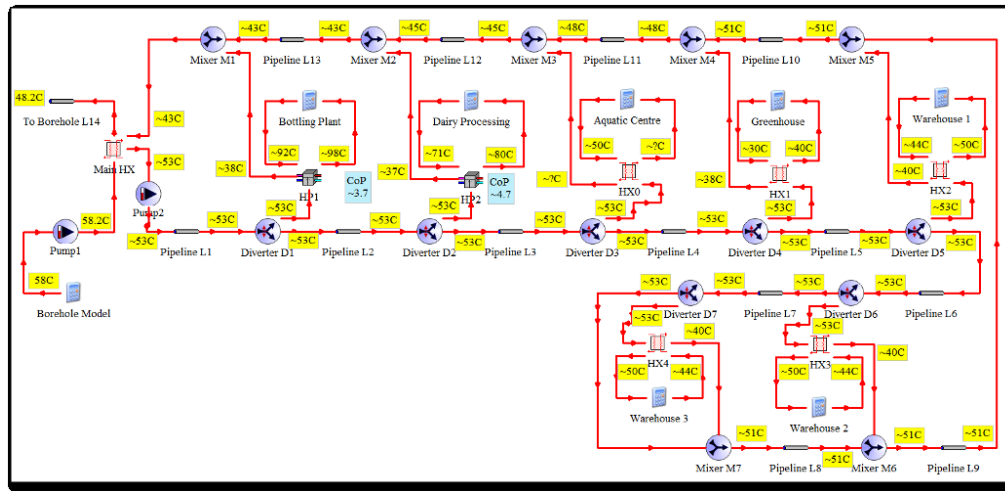 ~43C
~43C
~45C
~45C
~48C
~48C
~51C
~51C
Mixer M1
Pipeline L13
Mixer M2
Pipeline L12
Mixer M3
Pipeline L11
Mixer M4
Pipeline L10
Mixer M5
48.2C
To Borehole L14
~43C
Main HX
~53C
Pump2
58.2C
Pump1
58C
Borehole Model
Bottling Plant
~92C
~98C
~38C
HP1
CoP
~3.7
~53C
Dairy Processing
~71C
~80C
~37C
HP2
CoP
~4.7
~53C
Aquatic Centre
~50C
~?C
~?C
HX0
~53C
Greenhouse
~30C
~40C
~38C
HX1
~53C
Warehouse 1
~44C
~50C
~40C
HX2
~53C
~53C
Pipeline L1
~53C
Diverter D1
~53C
Pipeline L2
~53C
Diverter D2
~53C
Pipeline L3
~53C
Diverter D3
~53C
Pipeline L4
~53C
Diverter D4
~53C
Pipeline L5
~53C
Diverter D5
~53C
~53C
~53C
~53C
~53C
Diverter D7
Pipeline L7
Diverter D6
Pipeline L6
~53C
~40C
HX4
~50C
~44C
Warehouse 3
~53C
~40C
HX3
~50C
~44C
Warehouse 2
~51C
~51C
~51C
~51C
Mixer M7
Pipeline L8
Mixer M6
Pipeline L9